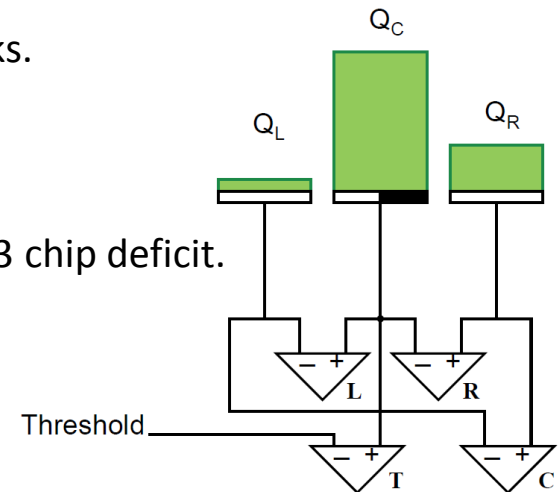 Q_C
ks.
Q_L
Q_R
3 chip deficit.
− +
L
− +
R
Threshold
− +
T
− +
C